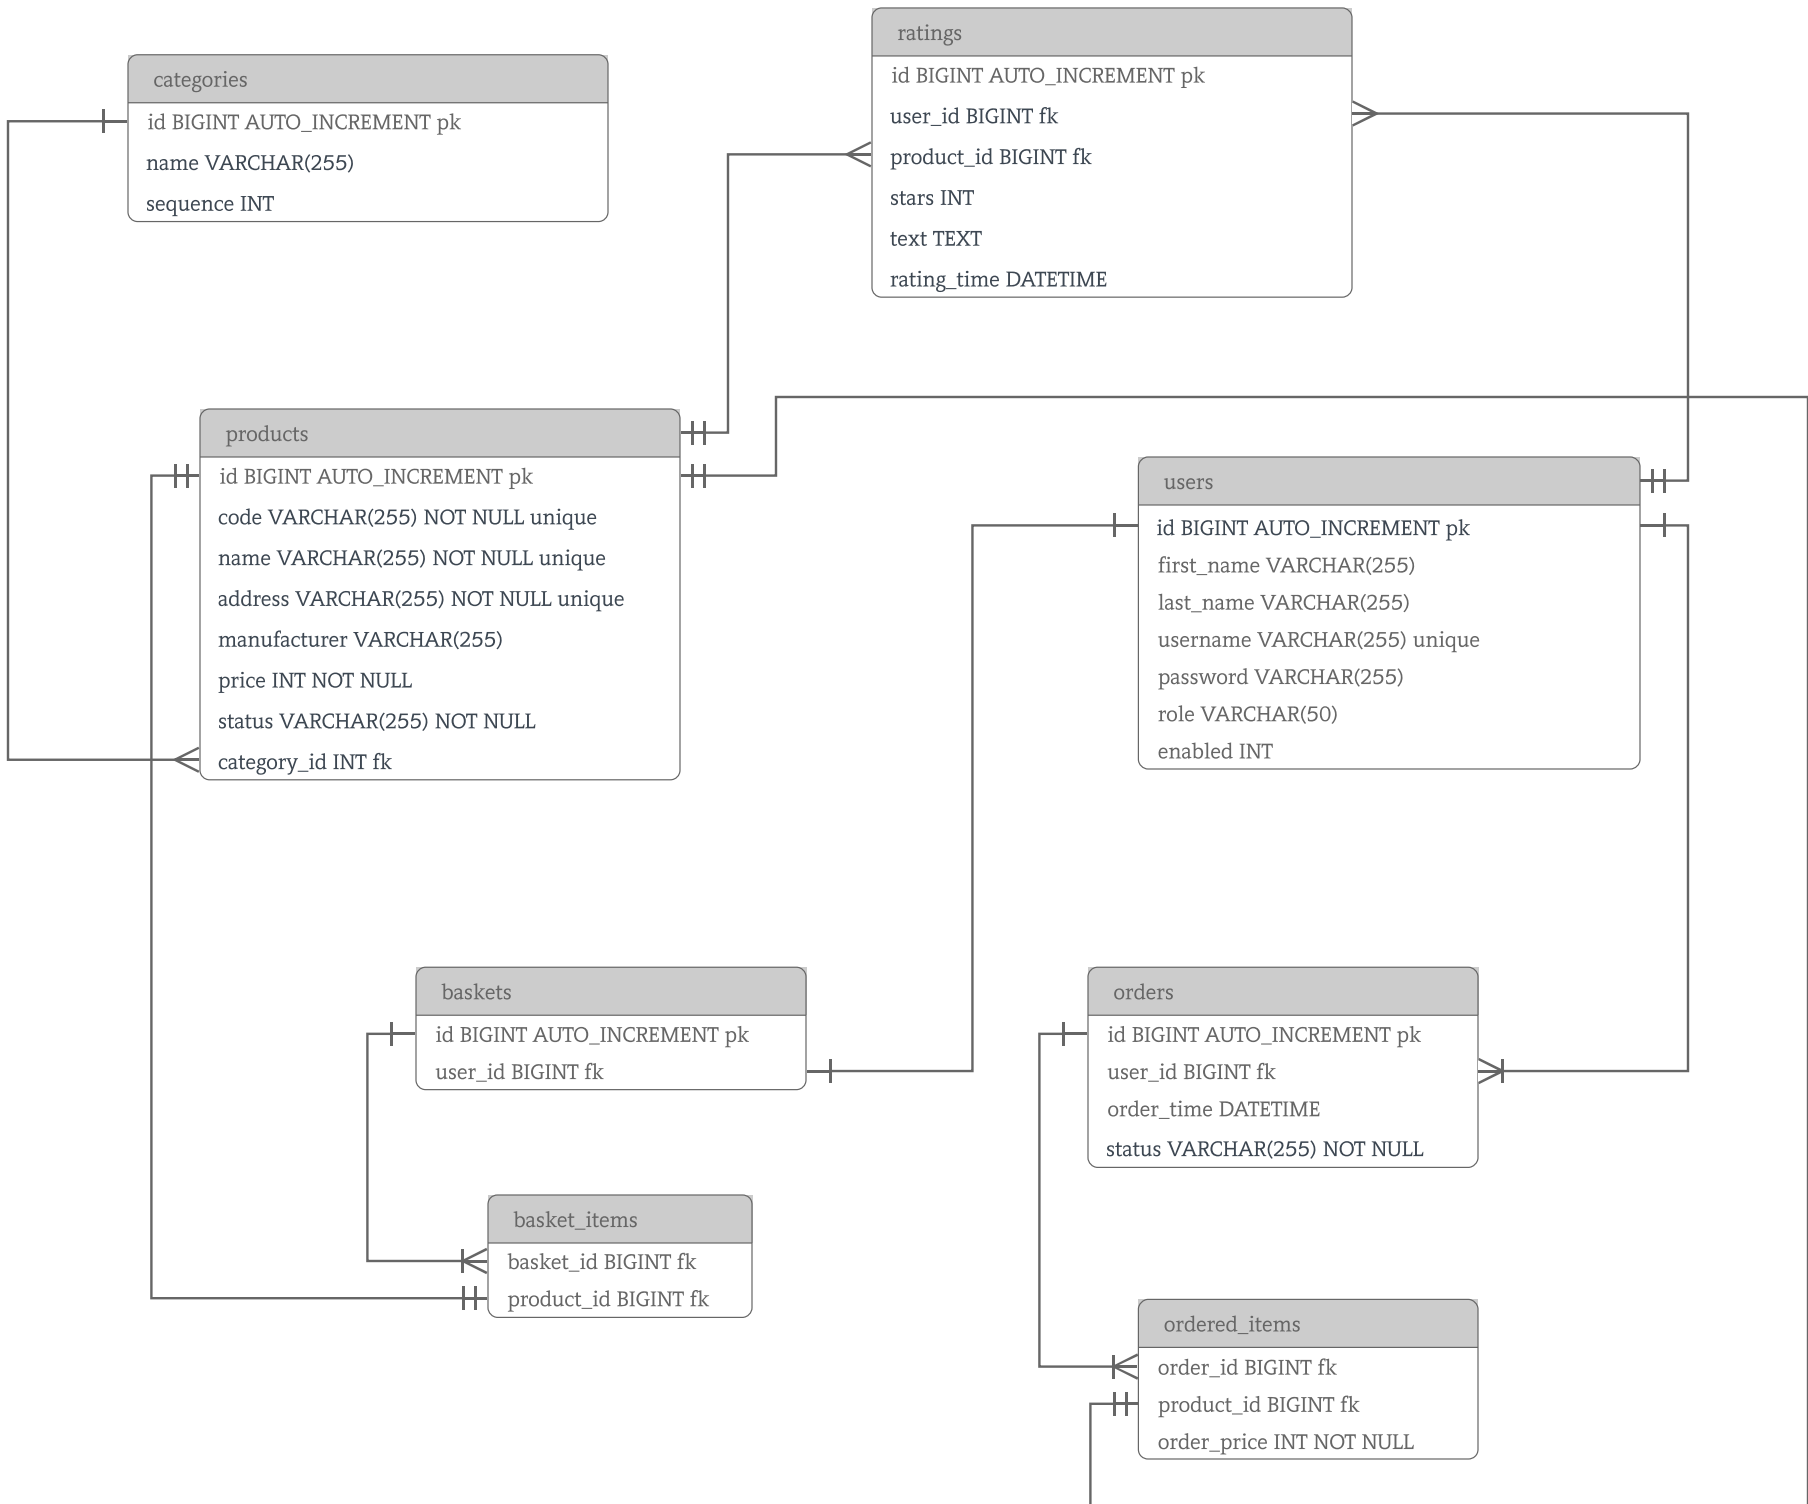 categories
id BIGINT AUTO_INCREMENT pk
name VARCHAR(255)
sequence INT
ratings
id BIGINT AUTO_INCREMENT pk
user_id BIGINT fk
product_id BIGINT fk
stars INT
text TEXT
rating_time DATETIME
products
id BIGINT AUTO_INCREMENT pk
code VARCHAR(255) NOT NULL unique
name VARCHAR(255) NOT NULL unique
address VARCHAR(255) NOT NULL unique
manufacturer VARCHAR(255)
price INT NOT NULL
status VARCHAR(255) NOT NULL
category_id INT fk
users
id BIGINT AUTO_INCREMENT pk
first_name VARCHAR(255)
last_name VARCHAR(255)
username VARCHAR(255) unique
password VARCHAR(255)
role VARCHAR(50)
enabled INT
baskets
id BIGINT AUTO_INCREMENT pk
user_id BIGINT fk
orders
id BIGINT AUTO_INCREMENT pk
user_id BIGINT fk
order_time DATETIME
status VARCHAR(255) NOT NULL
basket_items
basket_id BIGINT fk
product_id BIGINT fk
ordered_items
order_id BIGINT fk
product_id BIGINT fk
order_price INT NOT NULL